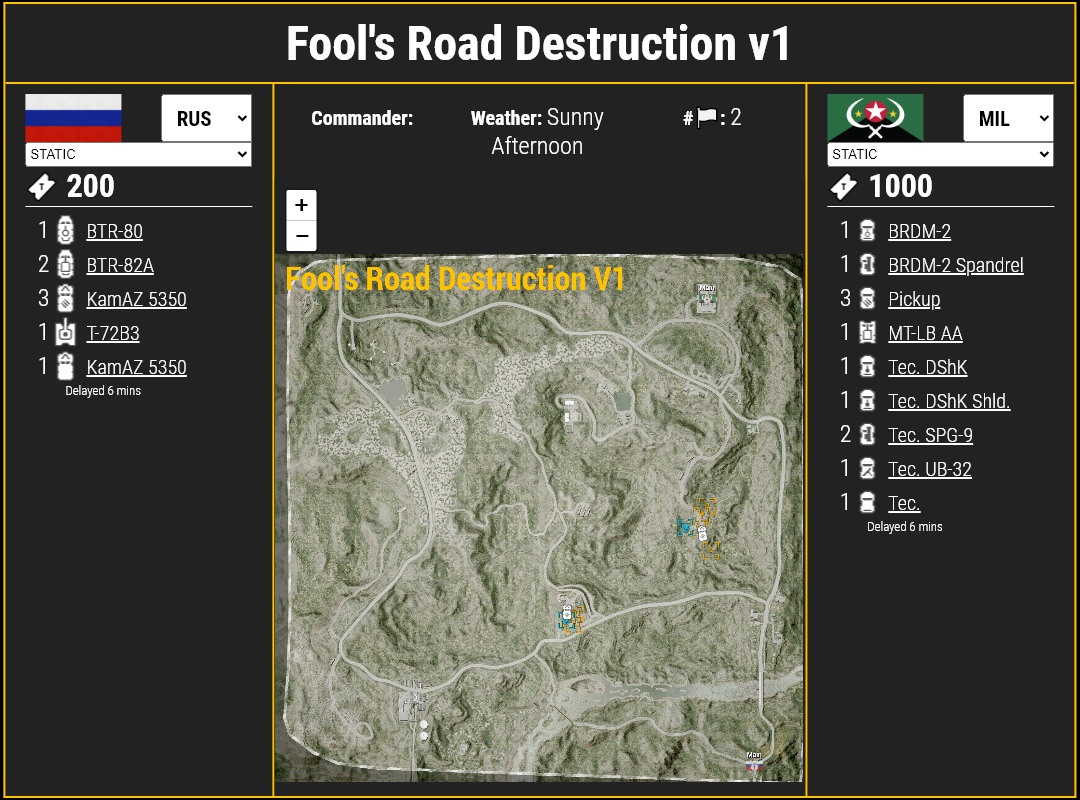 Fool's Road Destruction v1
RUS
STATIC
200
1 BTR-80
2 BTR-82A
3 KamAZ 5350
1 T-72B3
1 KamAZ 5350
Delayed 6 mins
Commander:
Weather: Sunny
Afternoon
# : 2
+
−
Fool's Road Destruction V1
Main
Main
MIL
STATIC
1000
1 BRDM-2
1 BRDM-2 Spandrel
3 Pickup
1 MT-LB AA
1 Tec. DShK
1 Tec. DShK Shld.
2 Tec. SPG-9
1 Tec. UB-32
1 Tec.
Delayed 6 mins